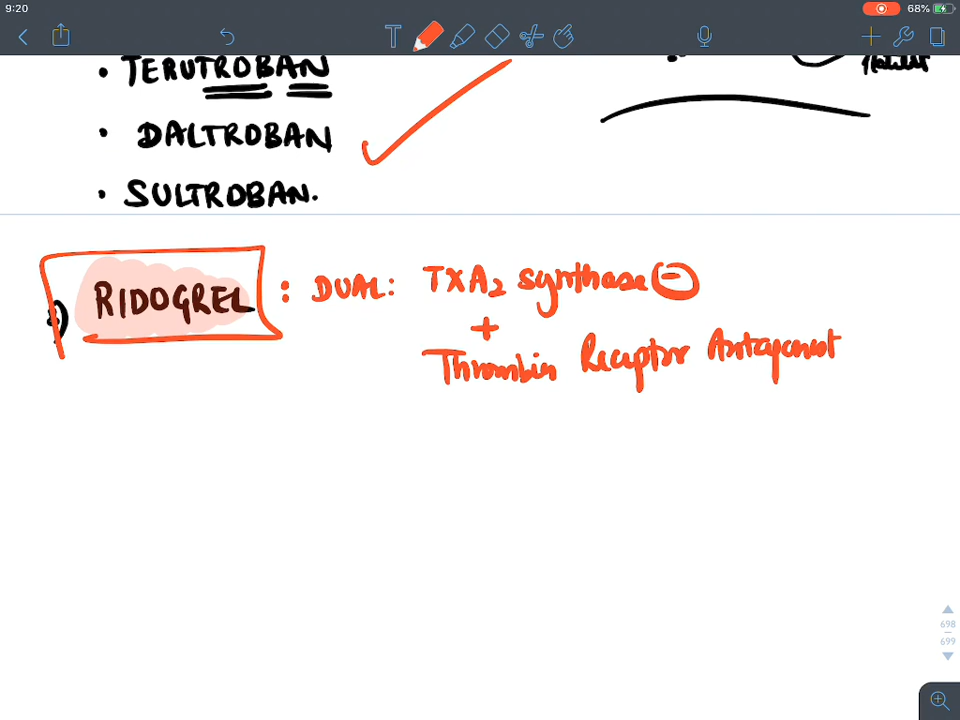 9:20
68%
T
• TERUTROBAN
• DALTROBAN
• SULTROBAN.
RIDOGREL : DUAL: TXA2 synthase (-)
+
Thrombin Receptor Antagonist
698
699